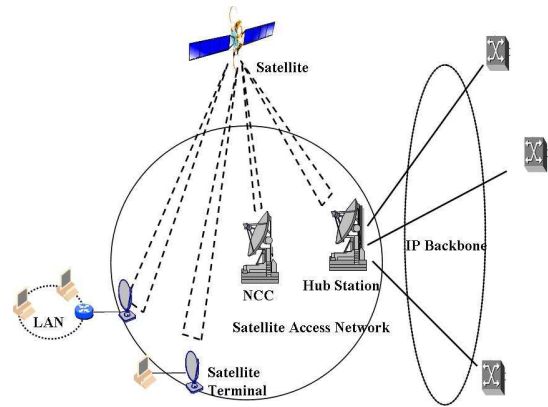 Satellite
IP Backbone
Hub Station
NCC
LAN
Satellite Access Network
Satellite
Terminal